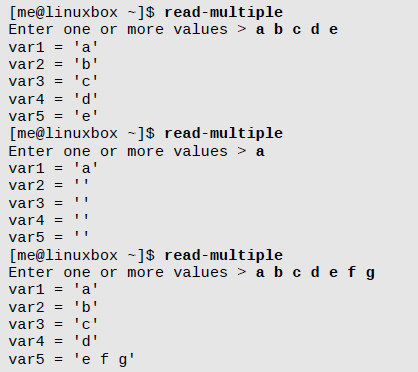 [me@linuxbox ~]$ read-multiple
Enter one or more values > a b c d e
var1 = 'a'
var2 = 'b'
var3 = 'c'
var4 = 'd'
var5 = 'e'
[me@linuxbox ~]$ read-multiple
Enter one or more values > a
var1 = 'a'
var2 = ''
var3 = ''
var4 = ''
var5 = ''
[me@linuxbox ~]$ read-multiple
Enter one or more values > a b c d e f g
var1 = 'a'
var2 = 'b'
var3 = 'c'
var4 = 'd'
var5 = 'e f g'